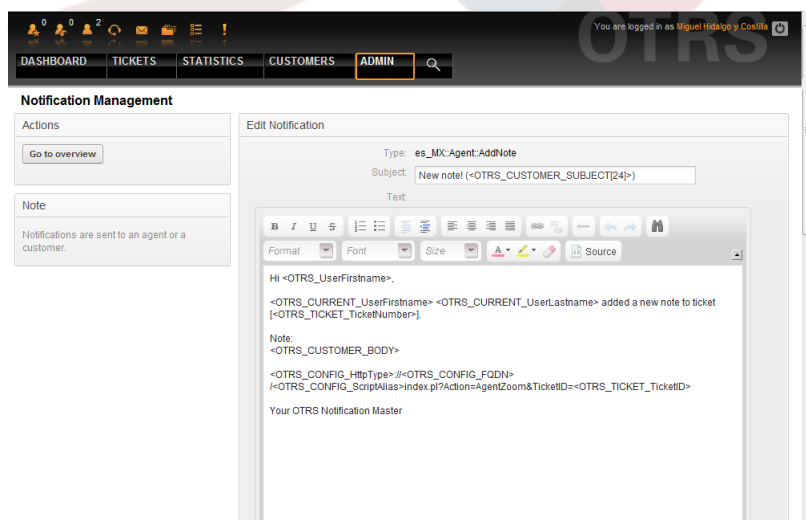 OTRS
0 0 2
You are logged in as Miguel Hidalgo y Costilla
DASHBOARD TICKETS STATISTICS CUSTOMERS ADMIN
Notification Management
Actions
Go to overview
Note
Notifications are sent to an agent or a
customer.
Edit Notification
Type: es_MX::Agent::AddNote
Subject: New note! (<OTRS_CUSTOMER_SUBJECT[24]>)
Text:
B I U S
Format Font Size A Source
Hi <OTRS_UserFirstname>,
<OTRS_CURRENT_UserFirstname> <OTRS_CURRENT_UserLastname> added a new note to ticket
[<OTRS_TICKET_TicketNumber>].
Note:
<OTRS_CUSTOMER_BODY>
<OTRS_CONFIG_HttpType>://<OTRS_CONFIG_FQDN>
/<OTRS_CONFIG_ScriptAlias>index.pl?Action=AgentZoom&TicketID=<OTRS_TICKET_TicketID>
Your OTRS Notification Master